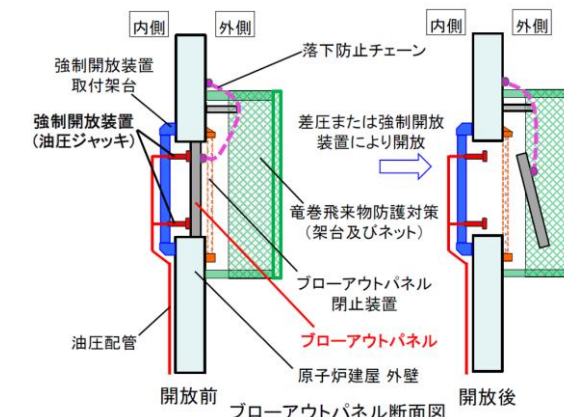 内側
外側
内側
外側
落下防止チェーン
強制開放装置
取付架台
強制開放装置
(油圧ジャッキ)
差圧または強制開放
装置により開放
竜巻飛来物防護対策
(架台及びネット)
ブローアウトパネル
閉止装置
ブローアウトパネル
油圧配管
原子炉建屋 外壁
開放前
開放後
ブローアウトパネル断面図